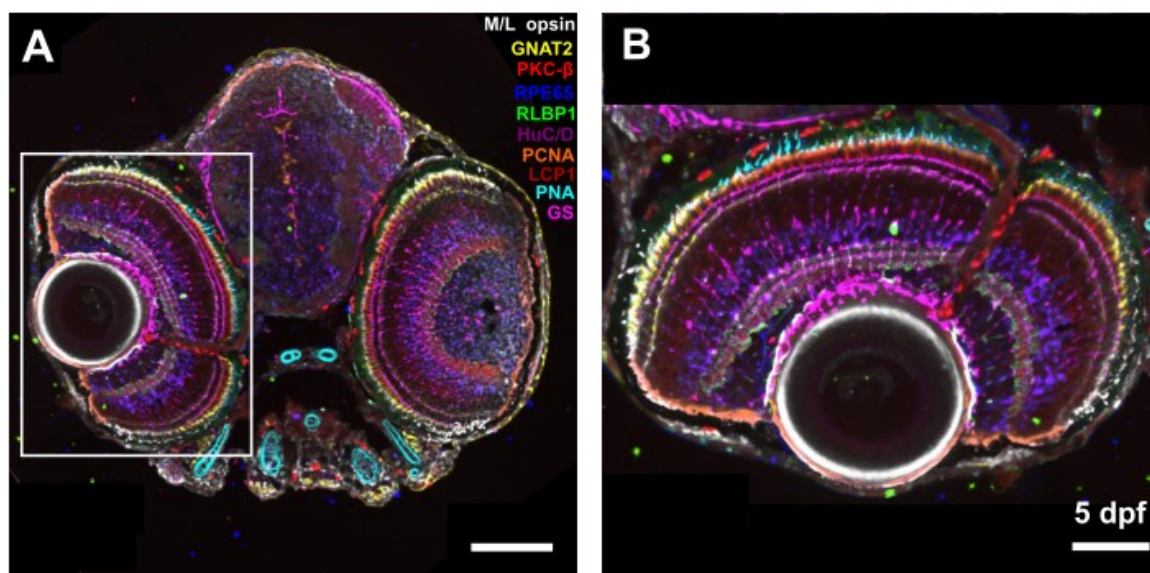 A
M/L opsin
GNAT2
PKC-β
RPE65
RLBP1
HuC/D
PCNA
LCP1
PNA
GS
B
5 dpf